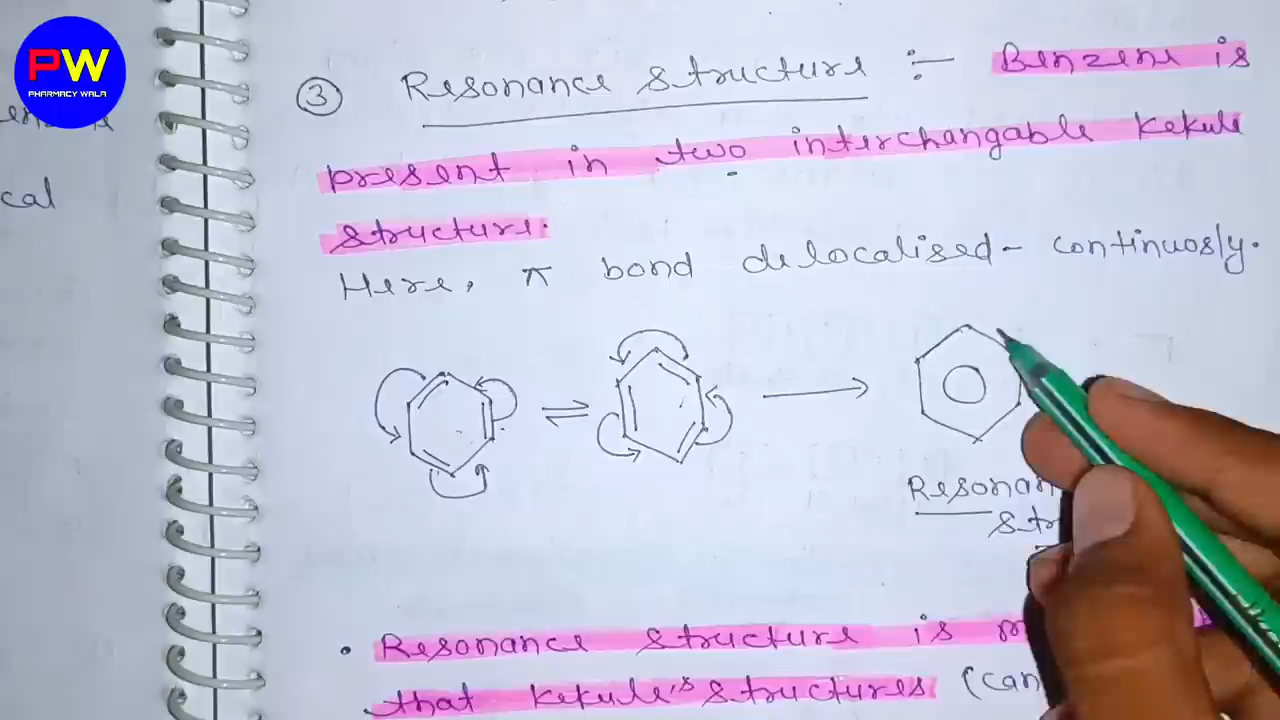 PW
PHARMACY WALA
cal
③ Resonance Structure :- Benzene is
present in two interchangable Kekule
structure.
Here, π bond delocalised - continuosly.
Resonan
Str
• Resonance structure is m
that Kekule's structures (can